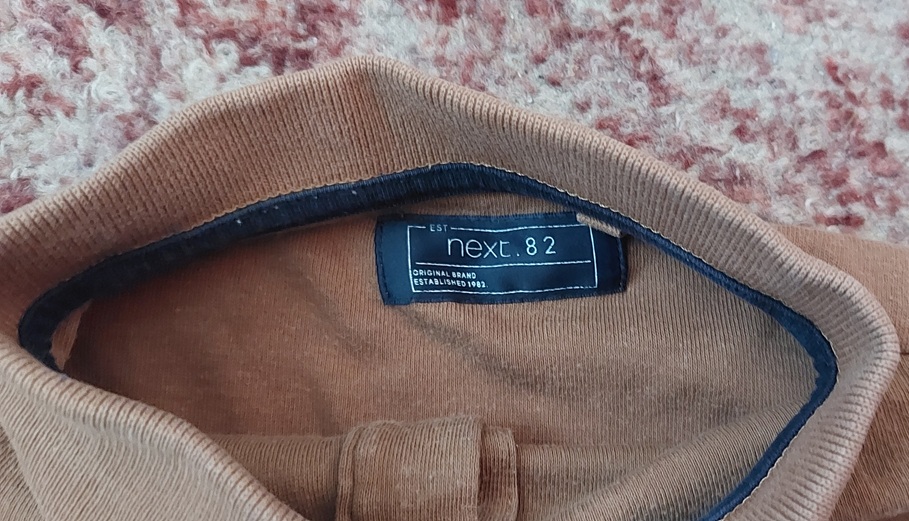 EST
next.82
ORIGINAL BRAND
ESTABLISHED 1982.